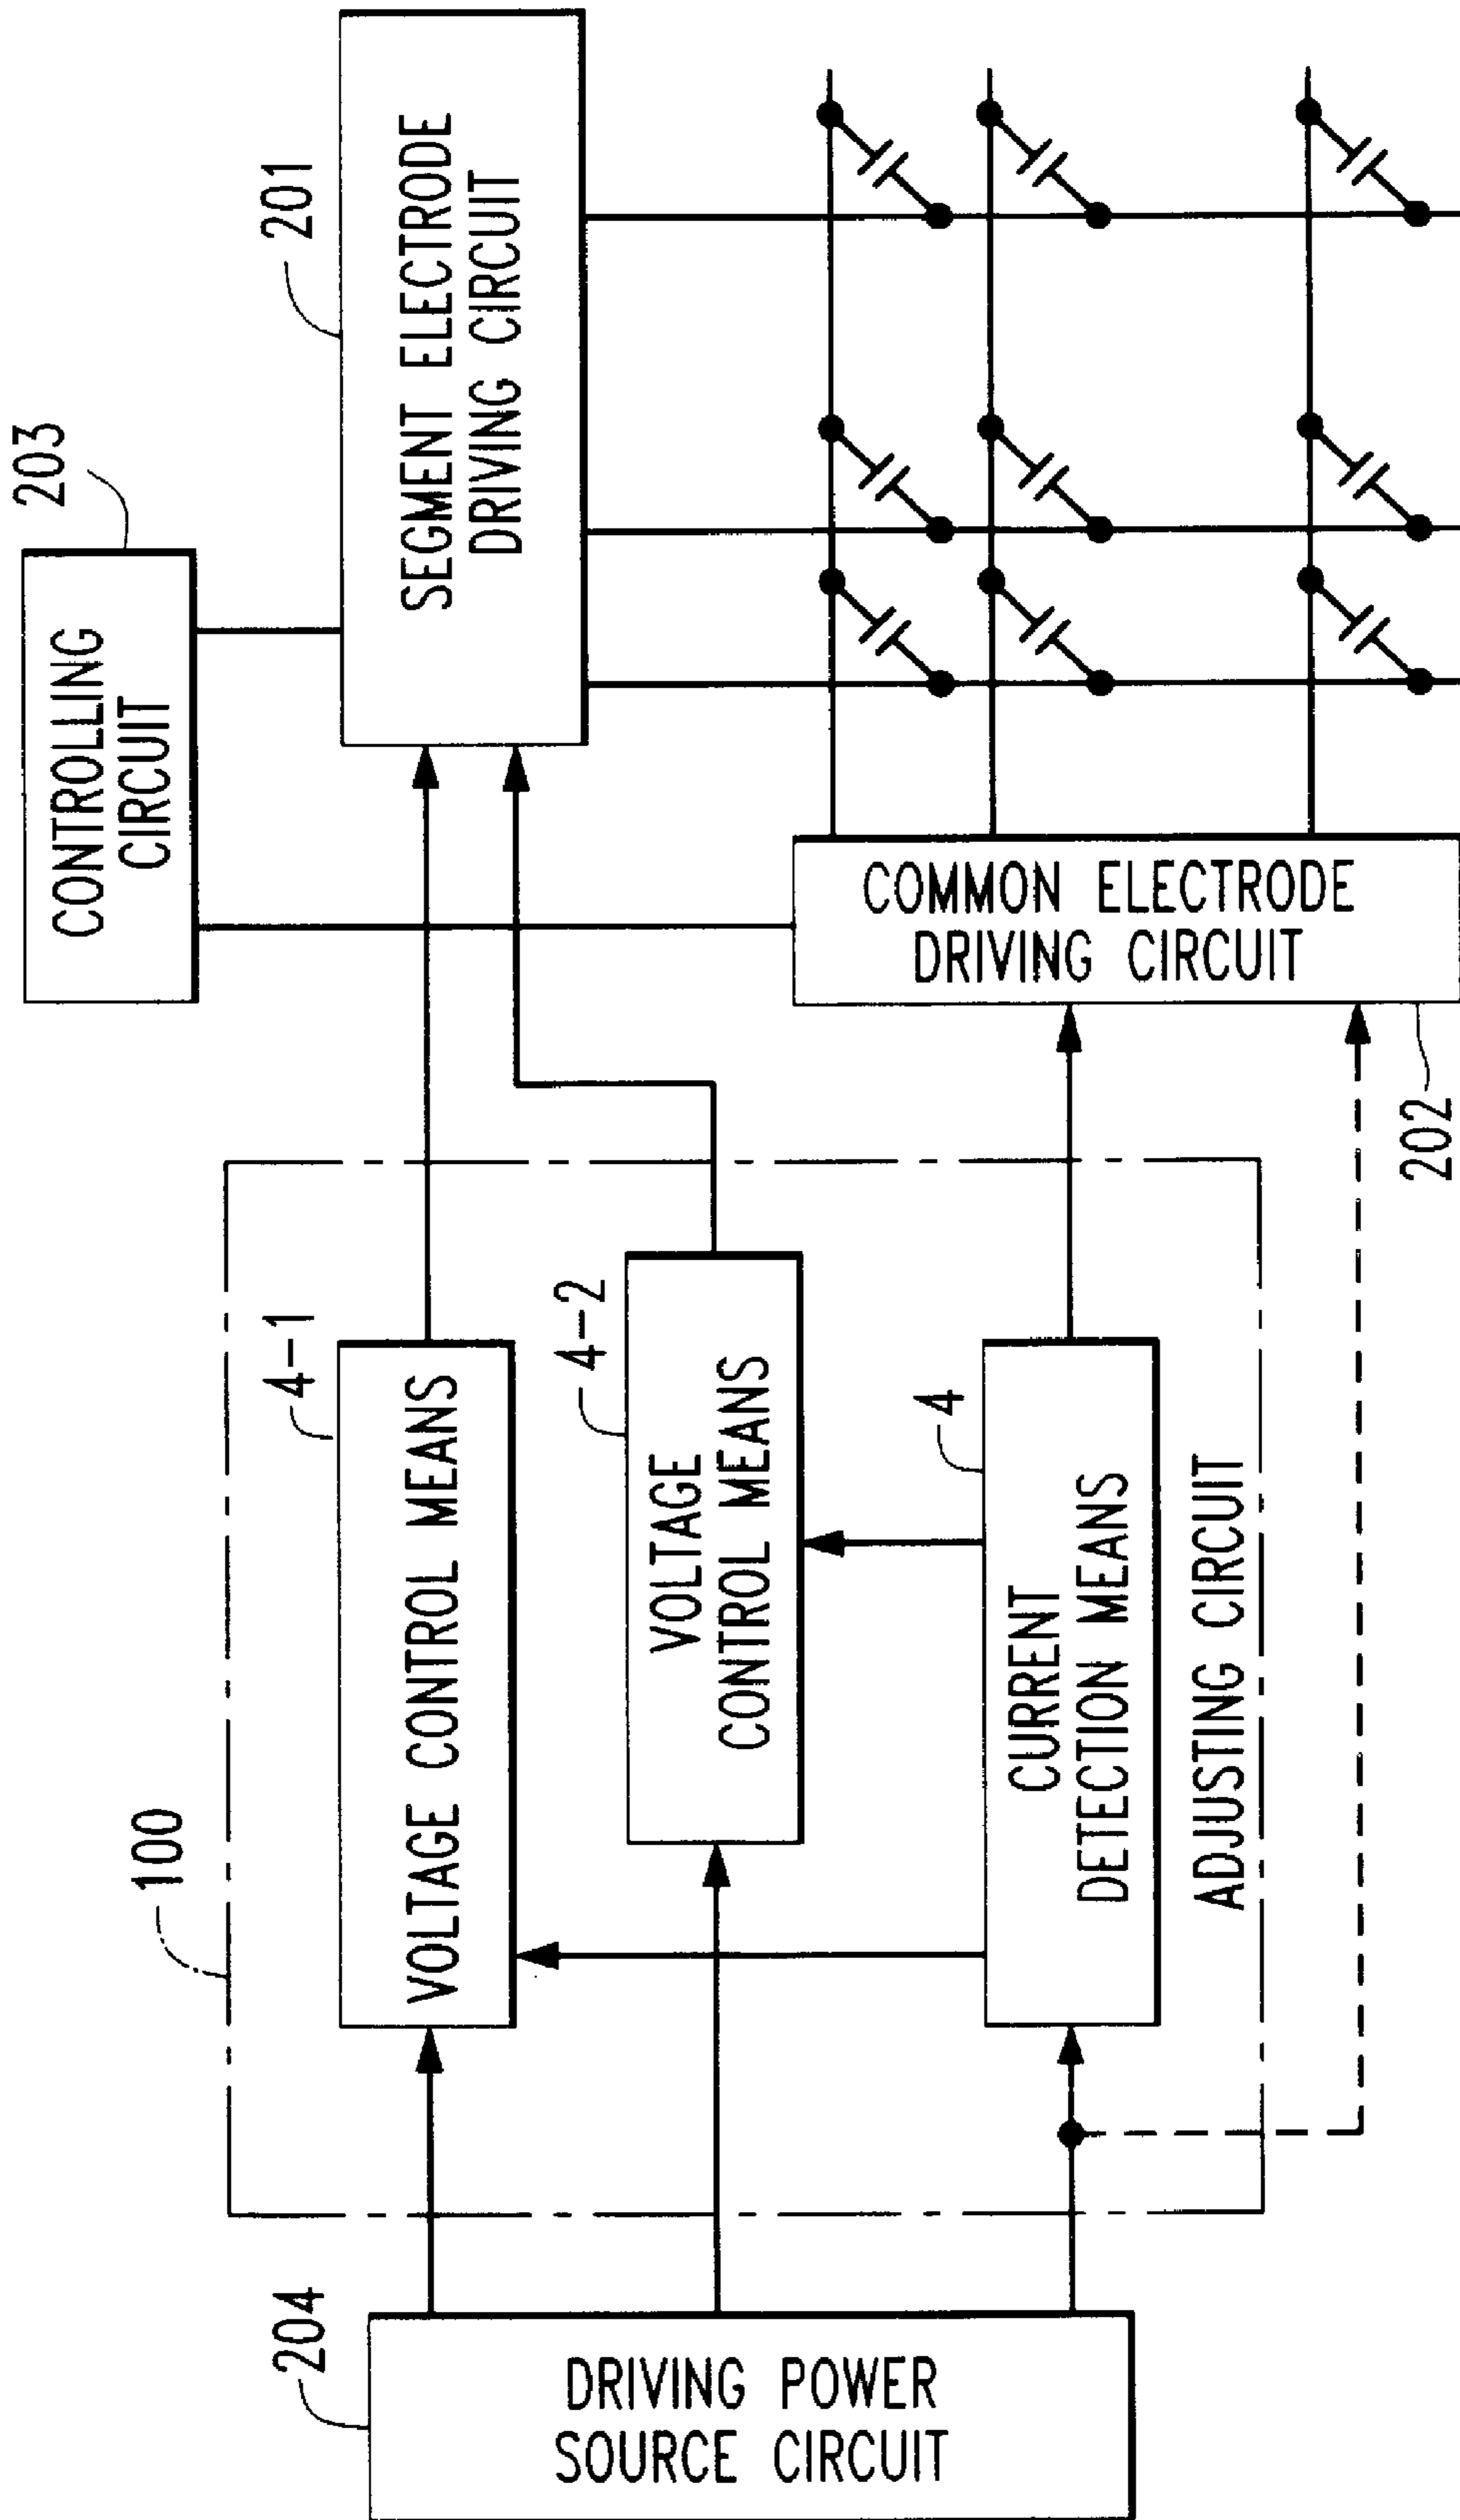 203
CONTROLLING
CIRCUIT
201
SEGMENT ELECTRODE
DRIVING CIRCUIT
COMMON ELECTRODE
DRIVING CIRCUIT
202
100
4-1
VOLTAGE CONTROL MEANS
4-2
VOLTAGE
CONTROL MEANS
4
CURRENT
DETECTION MEANS
ADJUSTING CIRCUIT
204
DRIVING POWER
SOURCE CIRCUIT